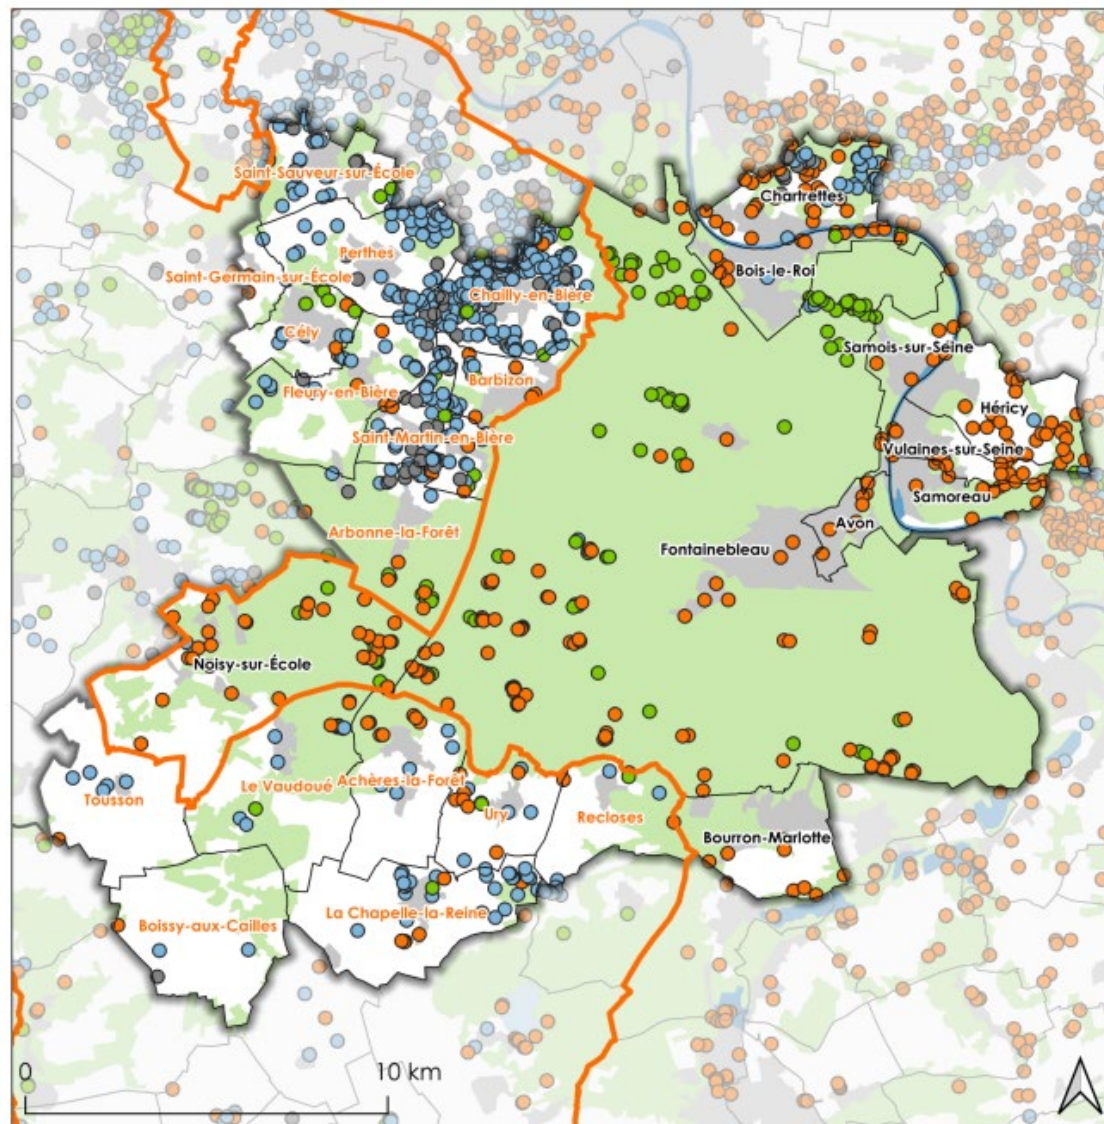 Saint-Sauveur-sur-École
Chartrettes
Perthes
Bois-le-Roi
Saint-Germain-sur-École
Chailly-en-Bière
Cély
Samois-sur-Seine
Barbizon
Fleury-en-Bière
Héricy
Saint-Martin-en-Bière
Vulaines-sur-Seine
Samoreau
Avon
Arbonne-la-Forêt
Fontainebleau
Noisy-sur-École
Le Vaudoué
Achères-la-Forêt
Tousson
Ury
Recloses
Bourron-Marlotte
La Chapelle-la-Reine
Boissy-aux-Cailles
0
10 km